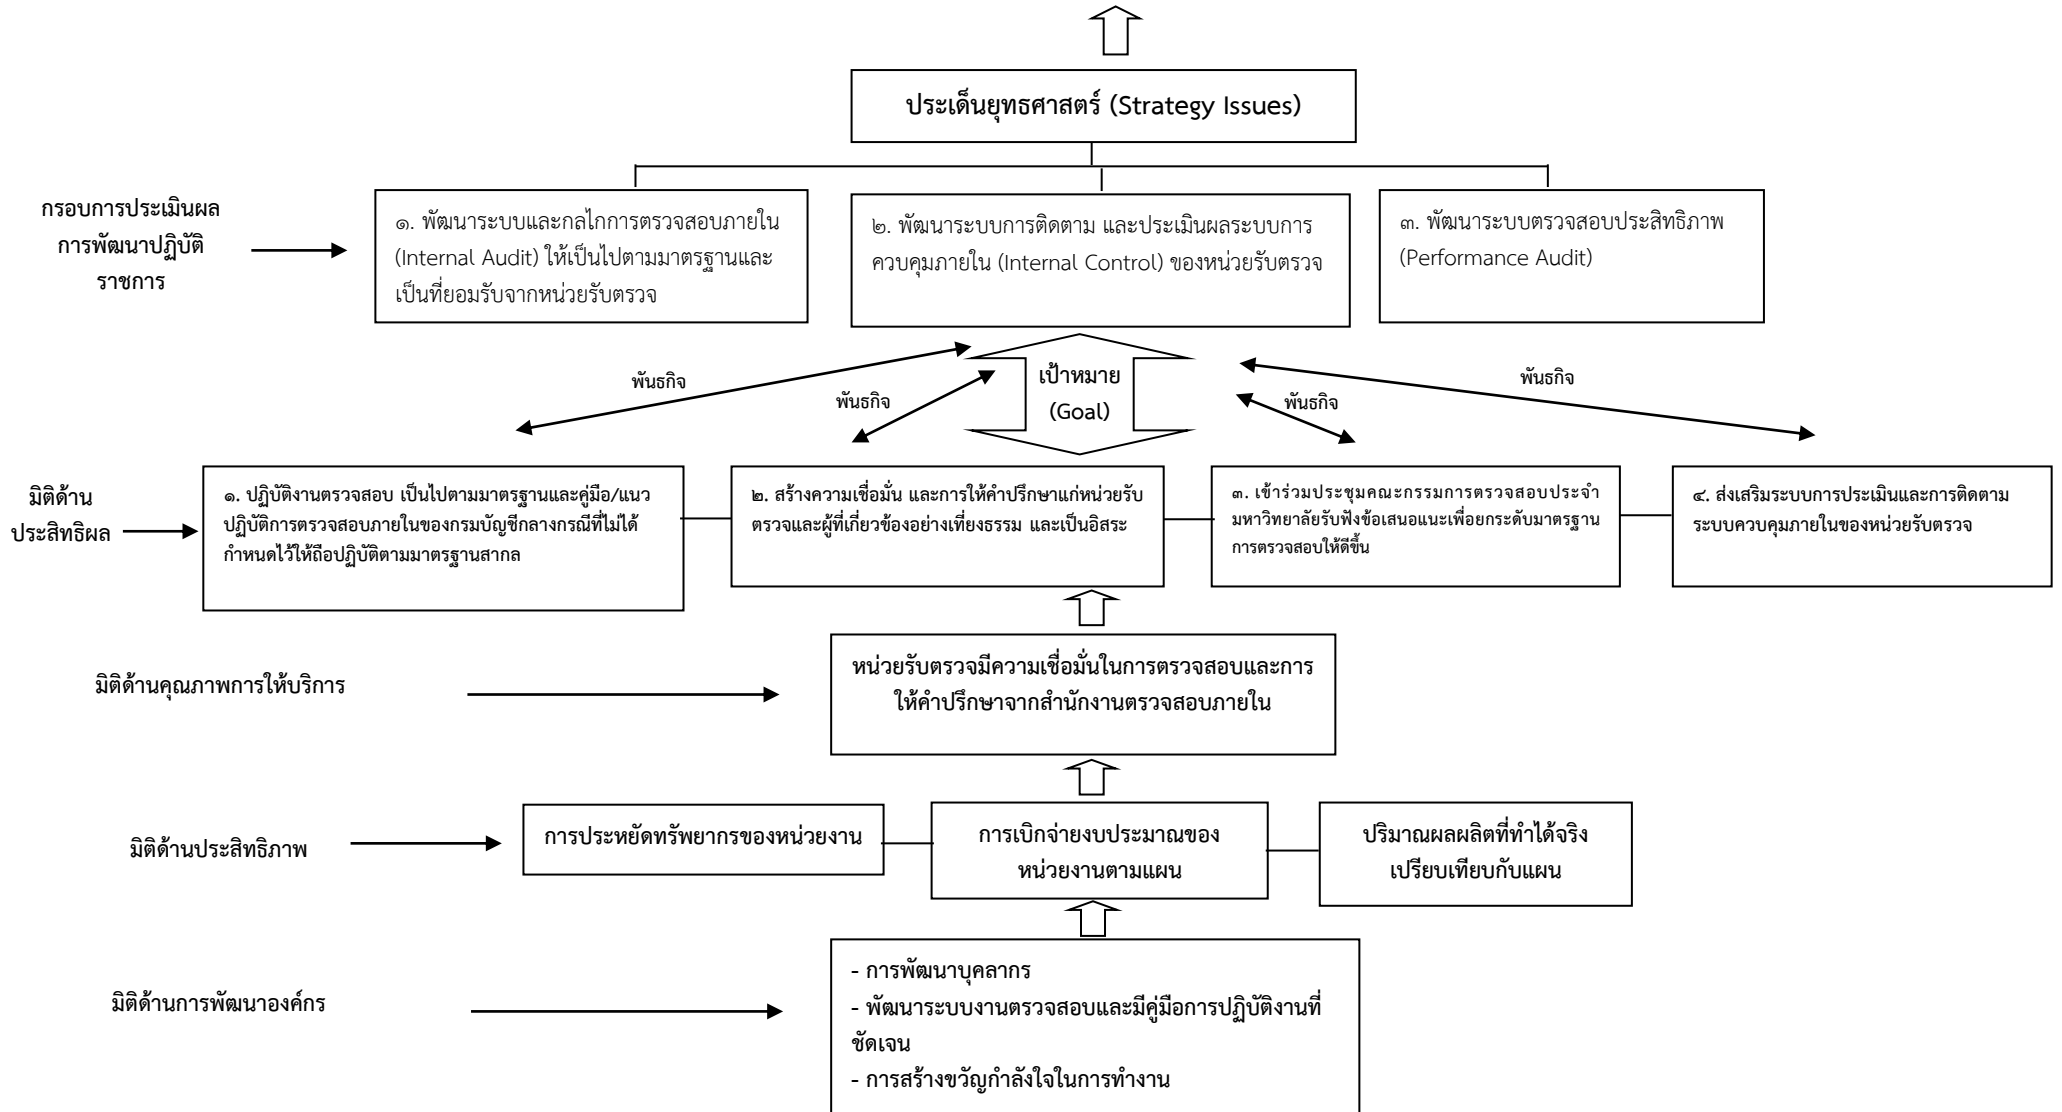 ประเด็นยุทธศาสตร์ (Strategy Issues)
กรอบการประเมินผล
การพัฒนาปฏิบัติ
ราชการ
๑. พัฒนาระบบและกลไกการตรวจสอบภายใน
(Internal Audit) ให้เป็นไปตามมาตรฐานและ
เป็นที่ยอมรับจากหน่วยรับตรวจ
๒. พัฒนาระบบการติดตาม และประเมินผลระบบการ
ควบคุมภายใน (Internal Control) ของหน่วยรับตรวจ
๓. พัฒนาระบบตรวจสอบประสิทธิภาพ
(Performance Audit)
พันธกิจ
พันธกิจ
เป้าหมาย
(Goal)
พันธกิจ
พันธกิจ
มิติด้าน
ประสิทธิผล
๑. ปฏิบัติงานตรวจสอบ เป็นไปตามมาตรฐานและคู่มือ/แนว
ปฏิบัติการตรวจสอบภายในของกรมบัญชีกลางกรณีที่ไม่ได้
กำหนดไว้ให้ถือปฏิบัติตามมาตรฐานสากล
๒. สร้างความเชื่อมั่น และการให้คำปรึกษาแก่หน่วยรับ
ตรวจและผู้ที่เกี่ยวข้องอย่างเที่ยงธรรม และเป็นอิสระ
๓. เข้าร่วมประชุมคณะกรรมการตรวจสอบประจำ
มหาวิทยาลัยรับฟังข้อเสนอแนะเพื่อยกระดับมาตรฐาน
การตรวจสอบให้ดีขึ้น
๔. ส่งเสริมระบบการประเมินและการติดตาม
ระบบควบคุมภายในของหน่วยรับตรวจ
มิติด้านคุณภาพการให้บริการ
หน่วยรับตรวจมีความเชื่อมั่นในการตรวจสอบและการ
ให้คำปรึกษาจากสำนักงานตรวจสอบภายใน
มิติด้านประสิทธิภาพ
การประหยัดทรัพยากรของหน่วยงาน
การเบิกจ่ายงบประมาณของ
หน่วยงานตามแผน
ปริมาณผลผลิตที่ทำได้จริง
เปรียบเทียบกับแผน
มิติด้านการพัฒนาองค์กร
- การพัฒนาบุคลากร
- พัฒนาระบบงานตรวจสอบและมีคู่มือการปฏิบัติงานที่
ชัดเจน
- การสร้างขวัญกำลังใจในการทำงาน